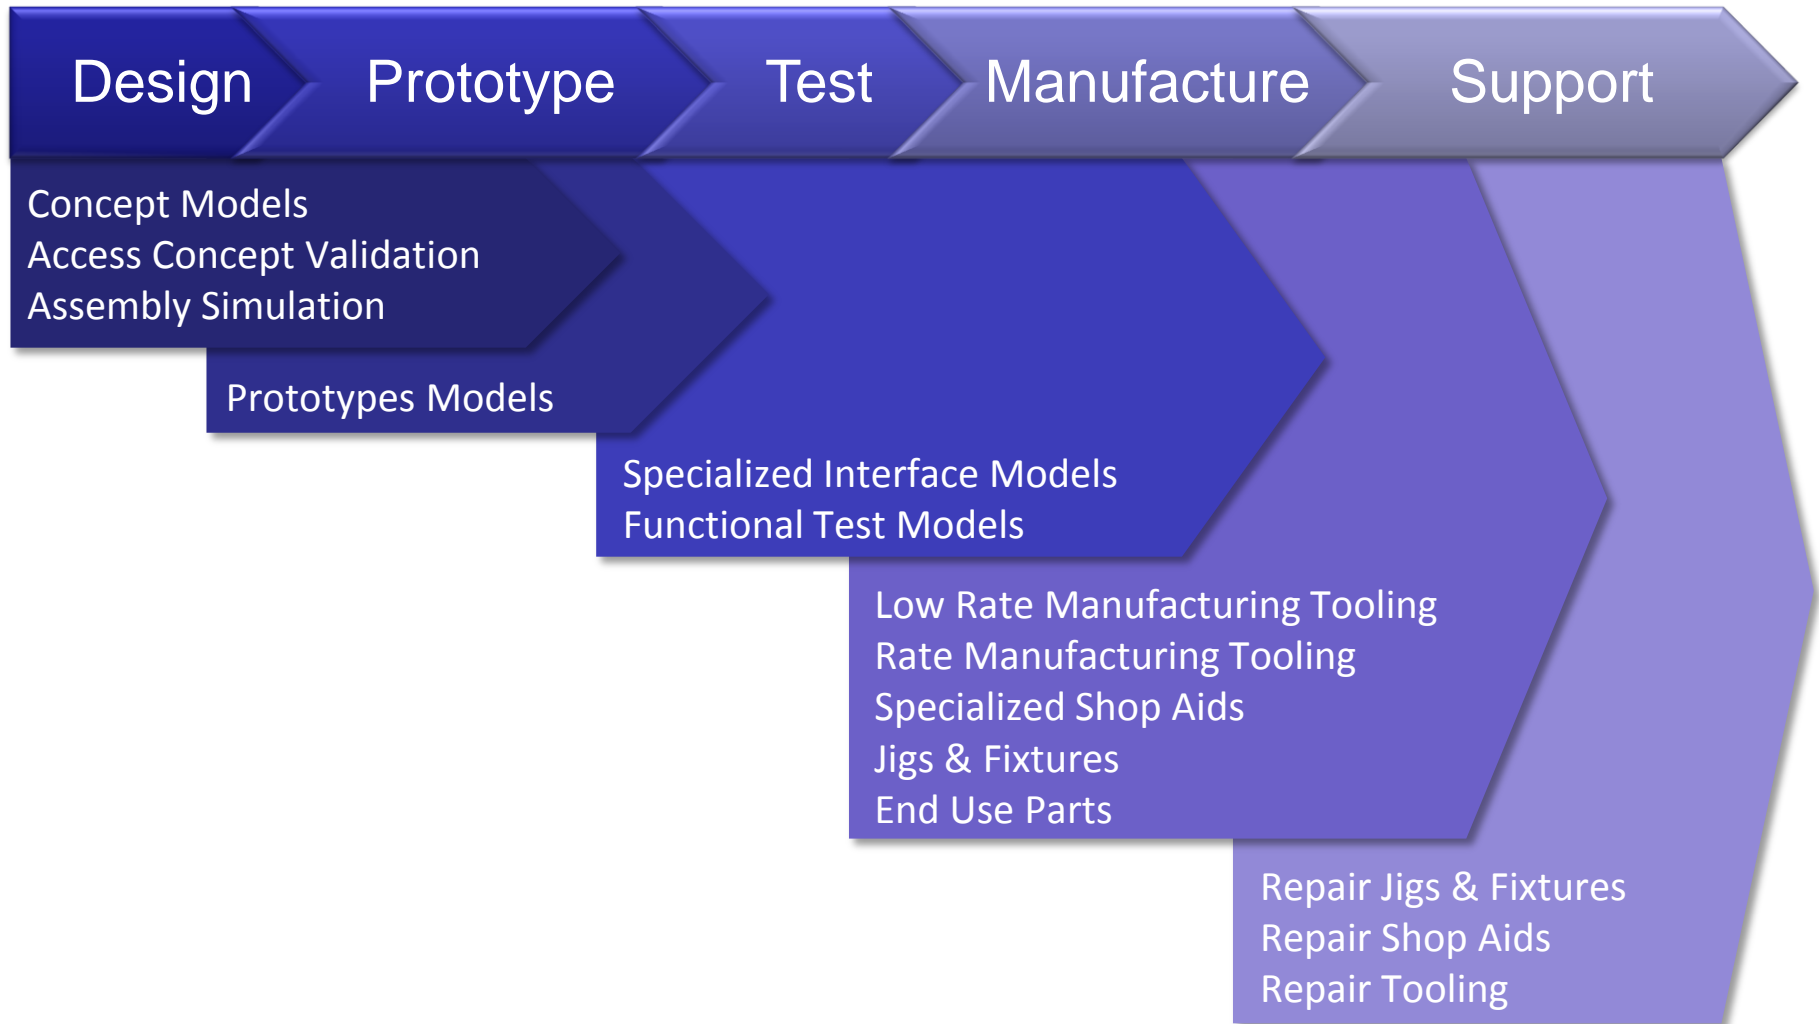 Design
Prototype
Test
Manufacture
Support
Concept Models
Access Concept Validation
Assembly Simulation
Prototypes Models
Specialized Interface Models
Functional Test Models
Low Rate Manufacturing Tooling
Rate Manufacturing Tooling
Specialized Shop Aids
Jigs & Fixtures
End Use Parts
Repair Jigs & Fixtures
Repair Shop Aids
Repair Tooling